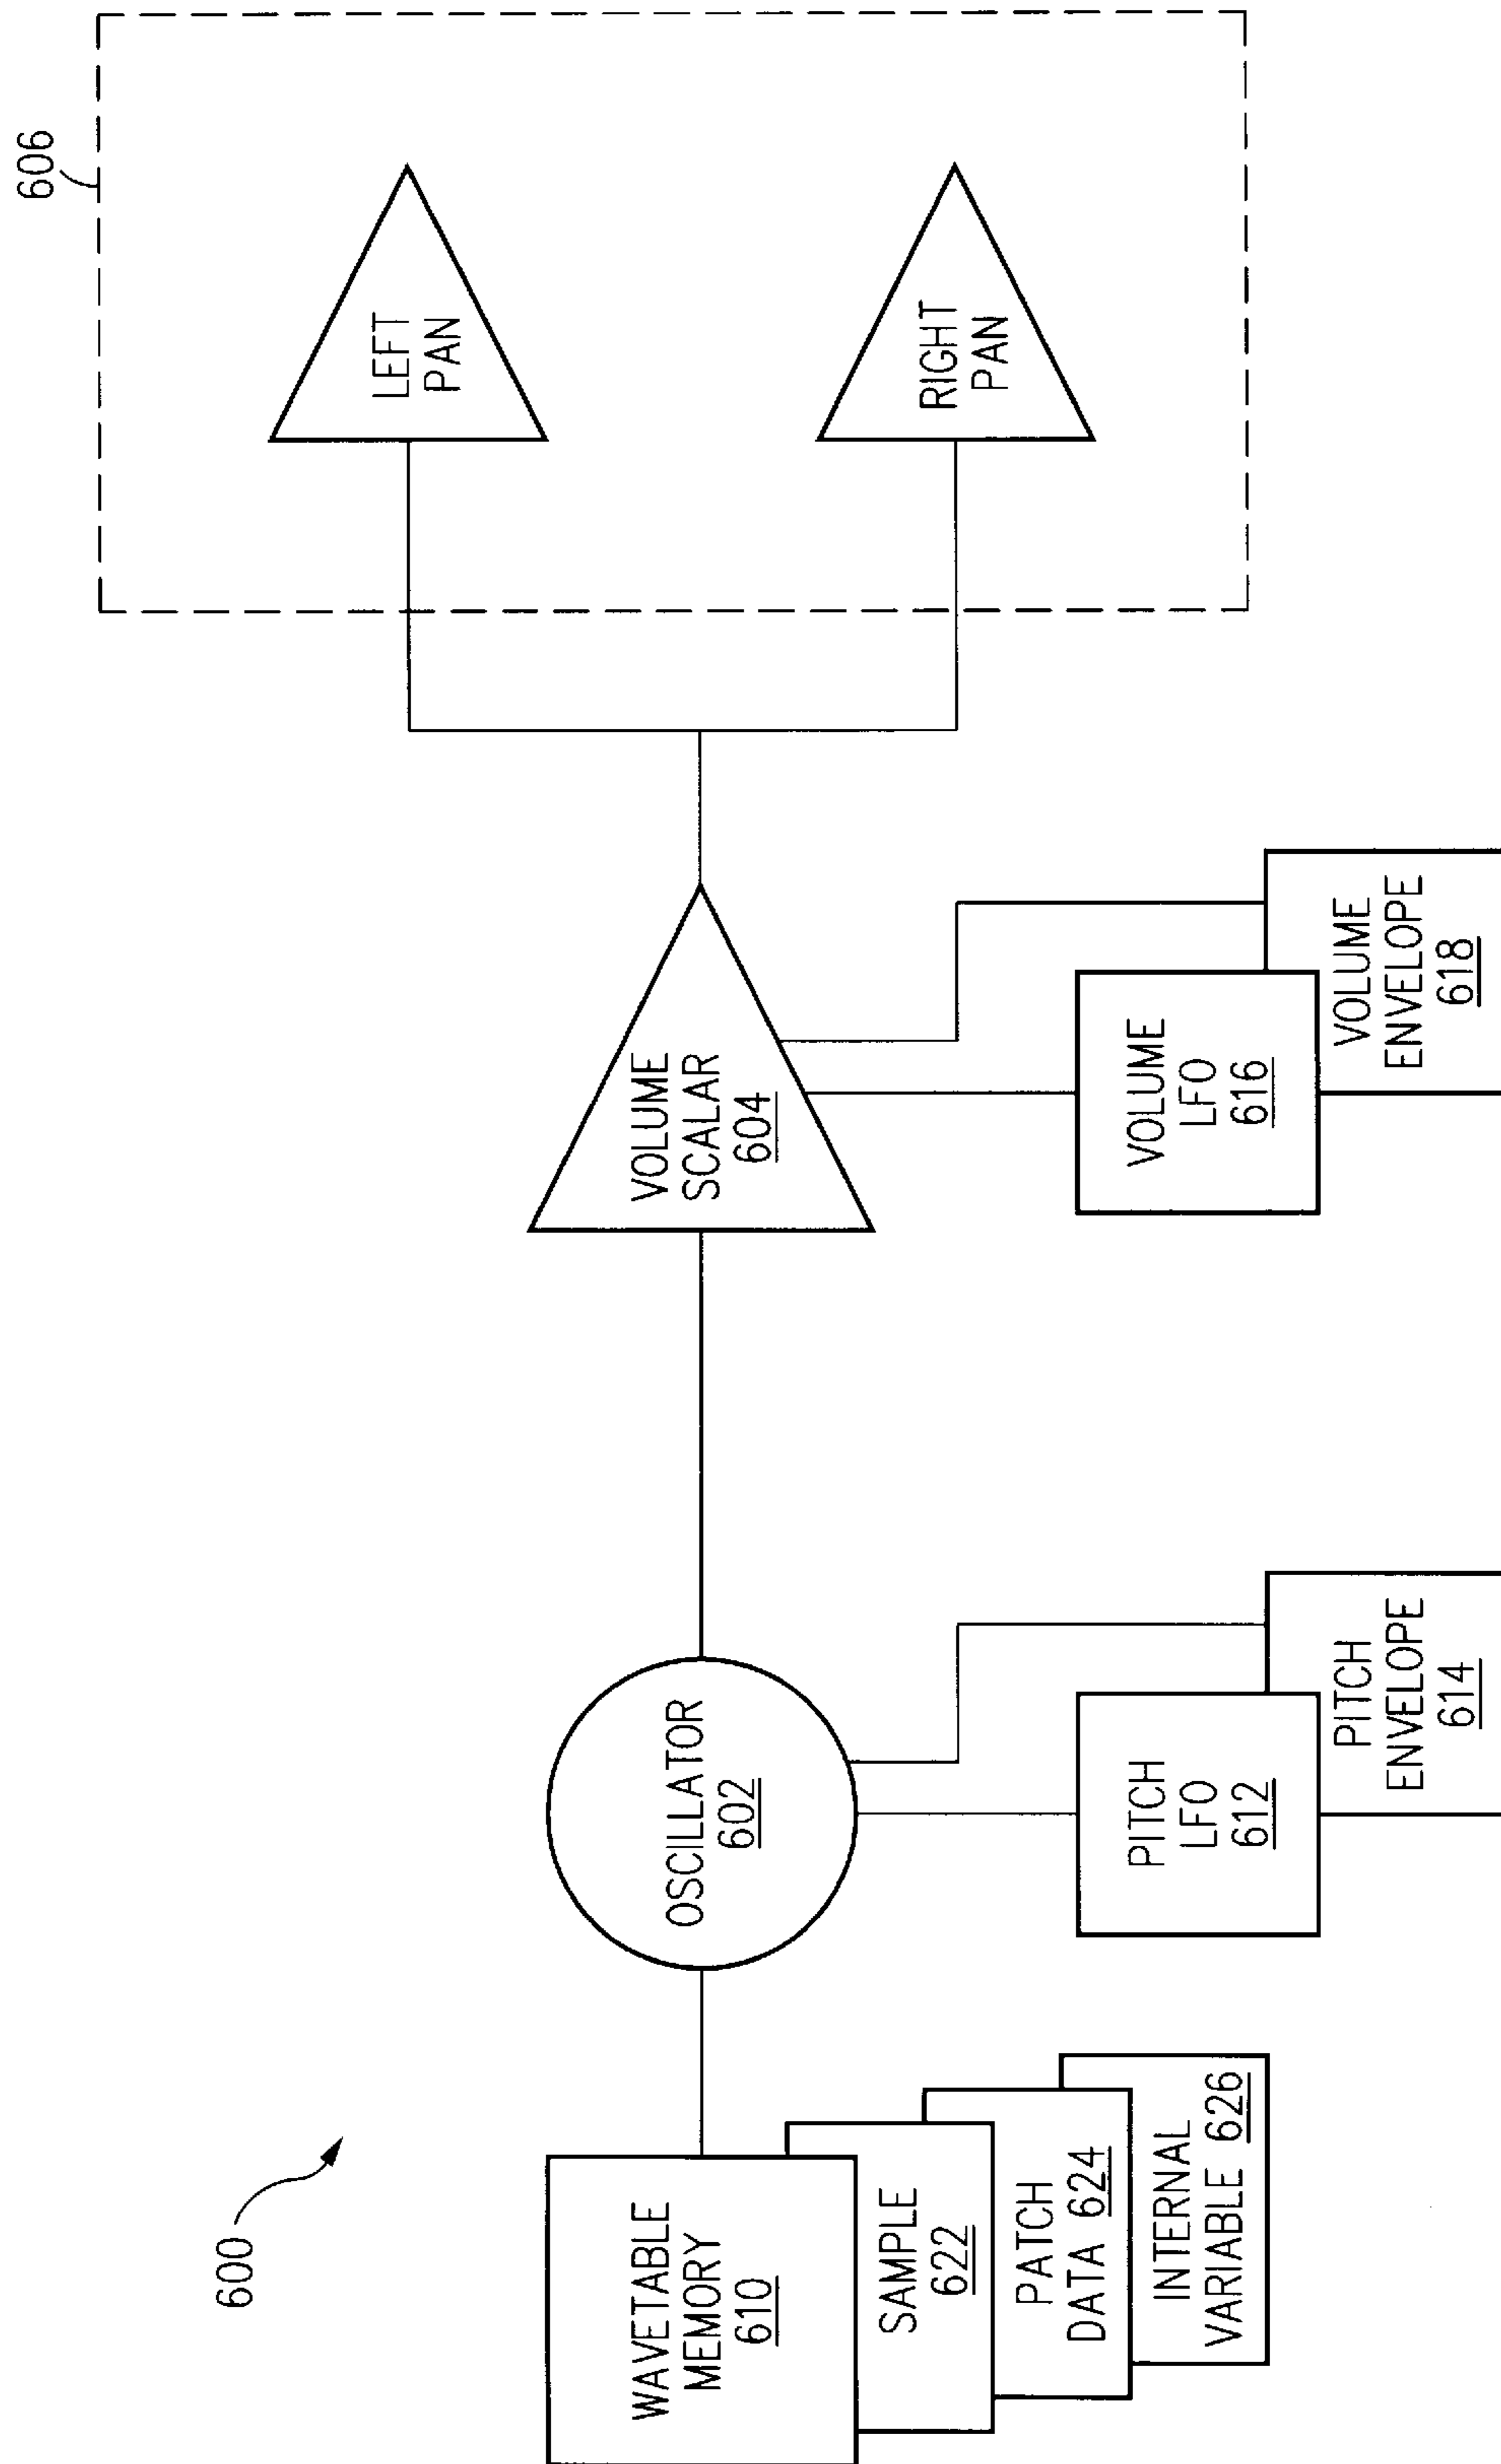 600
606
WAVETABLE
MEMORY
610
SAMPLE
622
PATCH
DATA 624
INTERNAL
VARIABLE 626
OSCILLATOR
602
PITCH
LFO
612
PITCH
ENVELOPE
614
VOLUME
SCALAR
604
VOLUME
LFO
616
VOLUME
ENVELOPE
618
LEFT
PAN
RIGHT
PAN